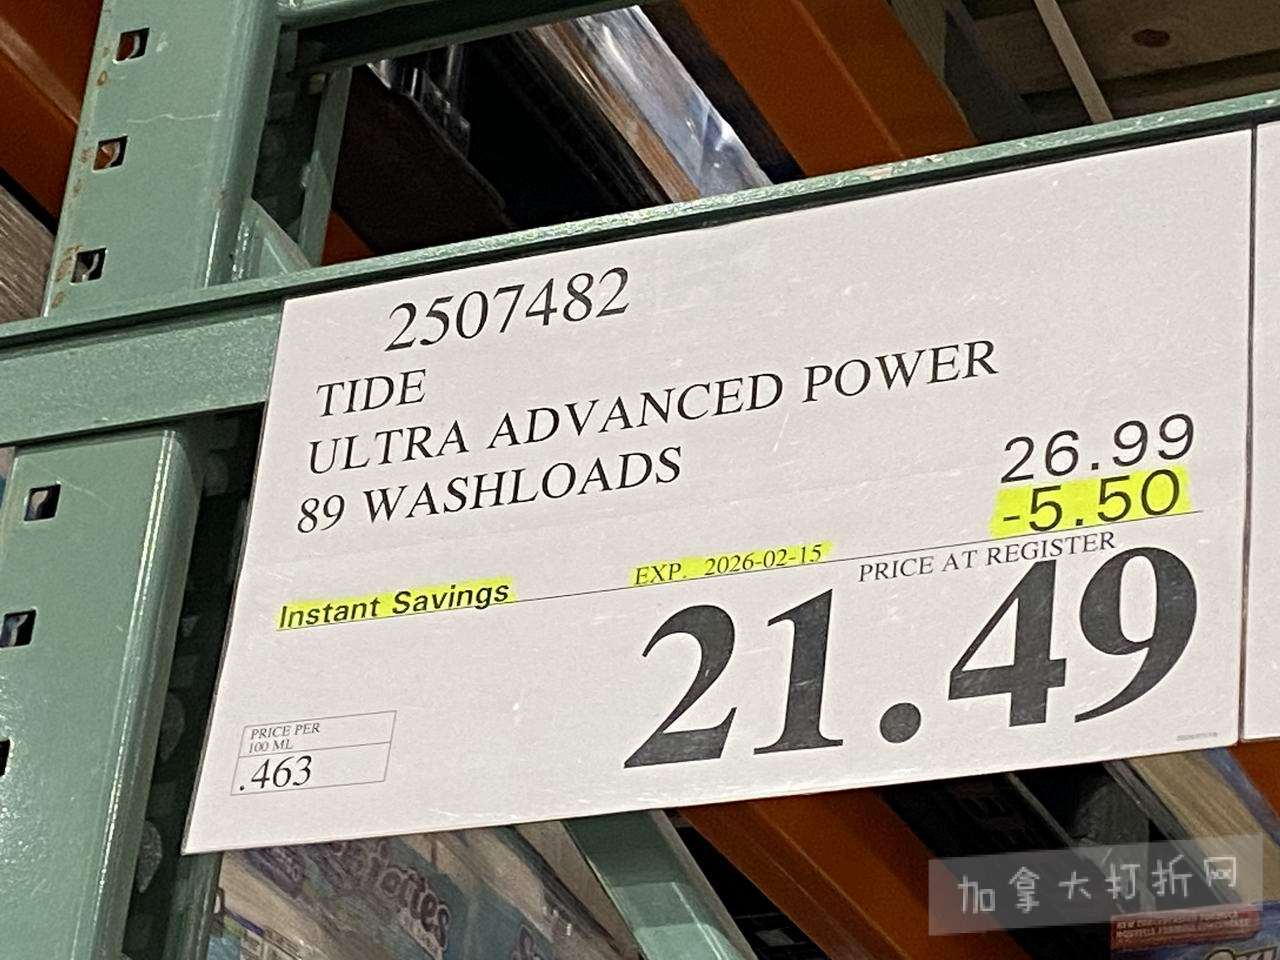 2507482
TIDE
ULTRA ADVANCED POWER
89 WASHLOADS
26.99
-5.50
Instant Savings
EXP. 2026-02-15
PRICE AT REGISTER
21.49
PRICE PER
100 ML
.463
加拿大打折网